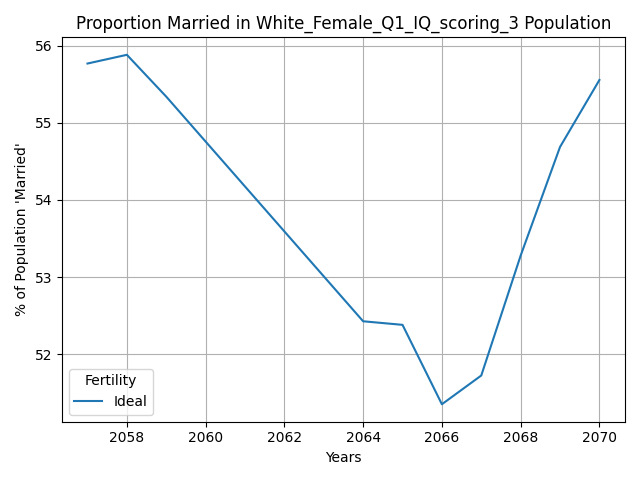 Proportion Married in White_Female_Q1_IQ_scoring_3 Population
% of Population 'Married'
56
55
54
53
52
Fertility
Ideal
2058 2060 2062 2064 2066 2068 2070
Years